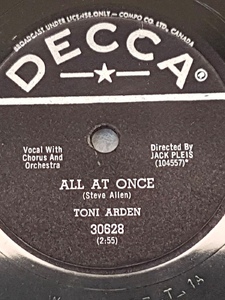 BROADCAST UNDER LICENSE ONLY — COMPO CO. LTD. CANADA
DECCA®
Vocal With
Chorus And
Orchestra
Directed By
JACK PLEIS
(104557)*
ALL AT ONCE
(Steve Allen)
TONI ARDEN
30628
(2:55)